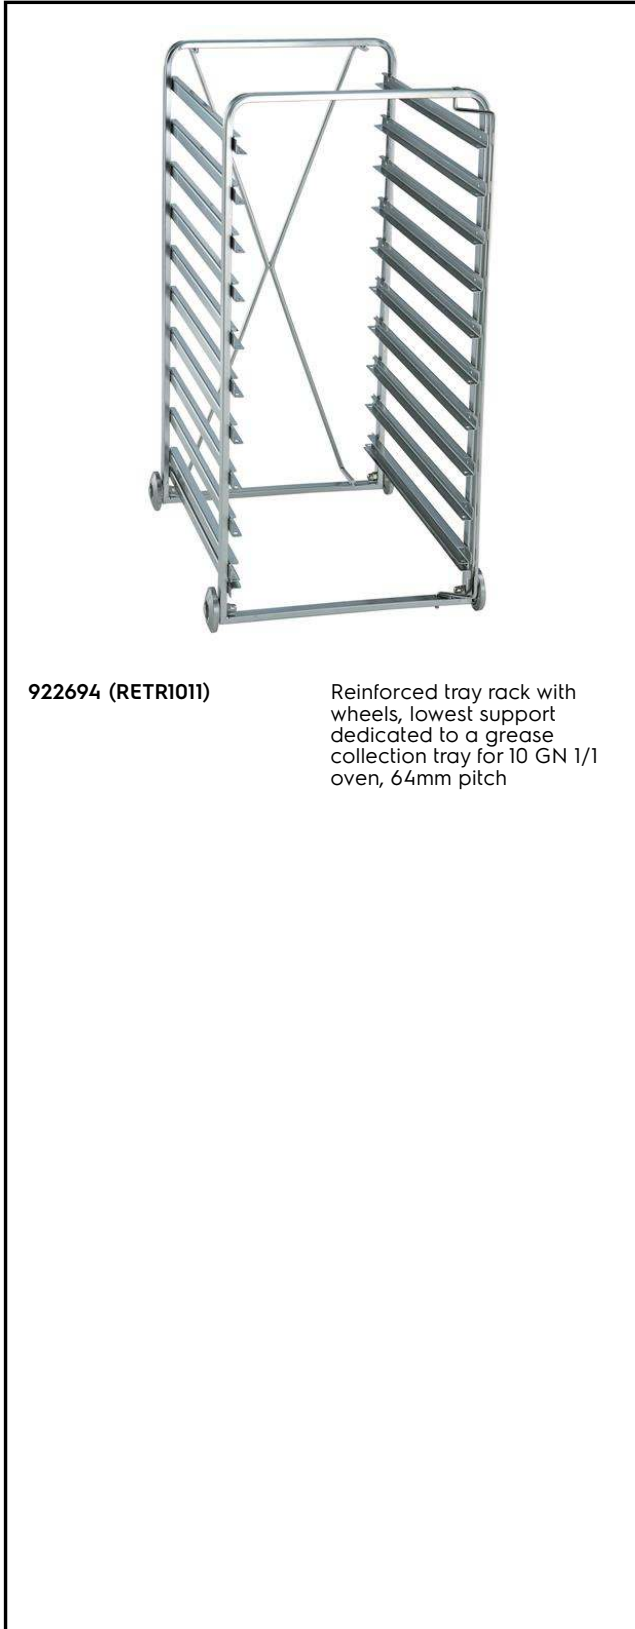 922694 (RETR1011)
Reinforced tray rack with
wheels, lowest support
dedicated to a grease
collection tray for 10 GN 1/1
oven, 64mm pitch